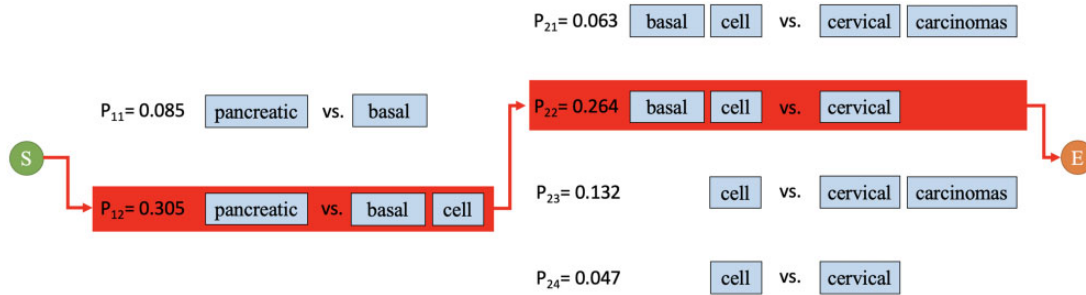 P21= 0.063 basal cell vs. cervical carcinomas
P11= 0.085 pancreatic vs. basal
P22= 0.264 basal cell vs. cervical
S
E
P12= 0.305 pancreatic vs. basal cell
P23= 0.132 cell vs. cervical carcinomas
P24= 0.047 cell vs. cervical